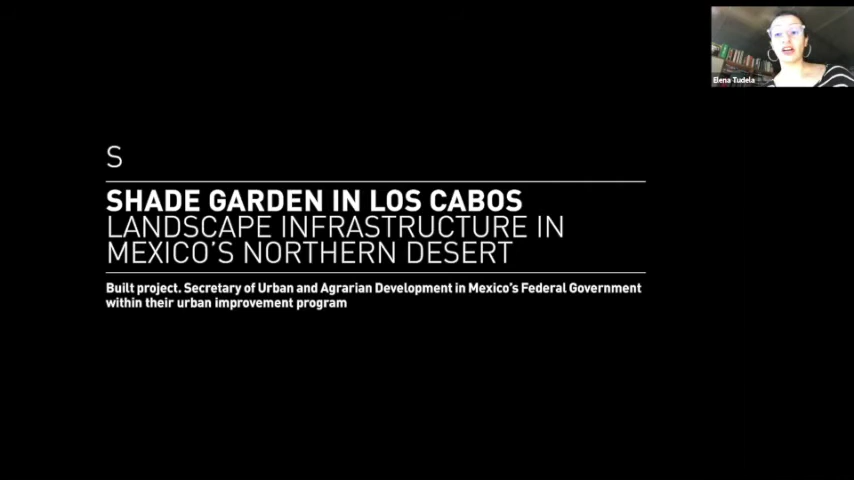 Elena Tudela
S
SHADE GARDEN IN LOS CABOS
LANDSCAPE INFRASTRUCTURE IN
MEXICO'S NORTHERN DESERT
Built project. Secretary of Urban and Agrarian Development in Mexico's Federal Government
within their urban improvement program